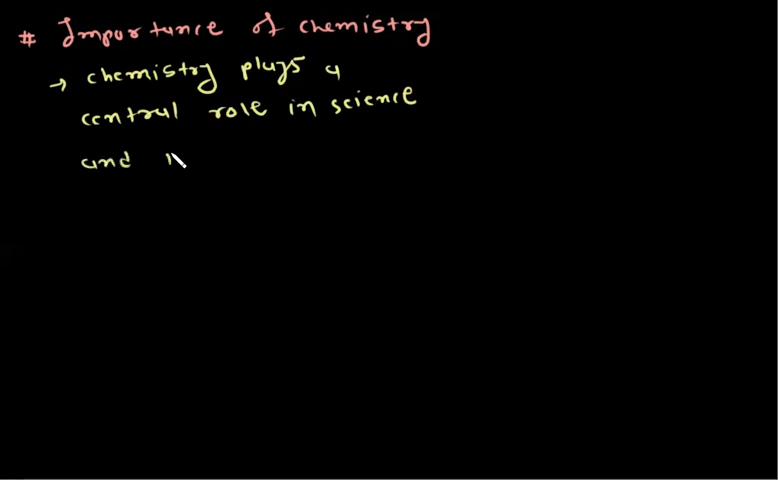 # Importance of chemistry
→ chemistry plays a
central role in science
and